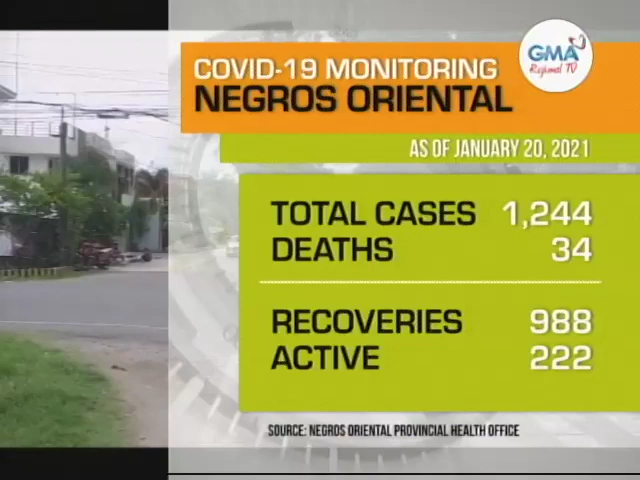 GMA
Regional TV
COVID-19 MONITORING
NEGROS ORIENTAL
AS OF JANUARY 20, 2021
TOTAL CASES 1,244
DEATHS 34
RECOVERIES 988
ACTIVE 222
SOURCE: NEGROS ORIENTAL PROVINCIAL HEALTH OFFICE